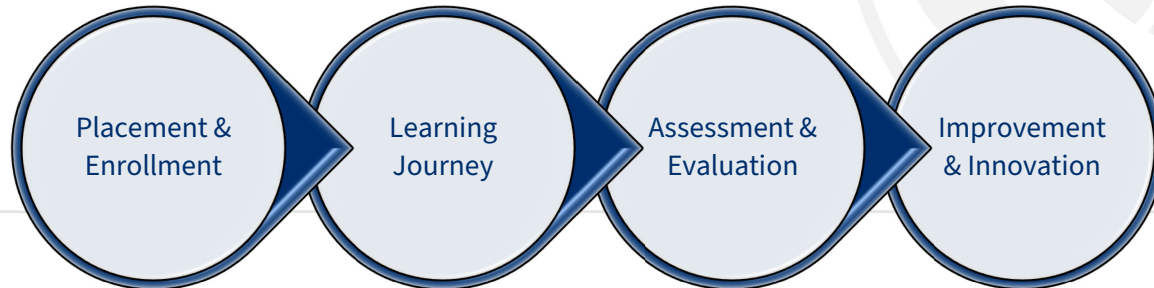 Placement &
Enrollment
Learning
Journey
Assessment &
Evaluation
Improvement
& Innovation